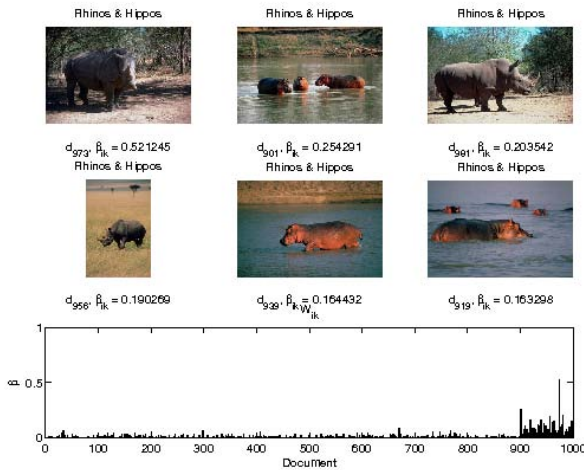 Rhinos & Hippos Rhinos & Hippos Rhinos & Hippos
d973, βik = 0.521245 d901, βik = 0.254291 d981, βik = 0.203542
Rhinos & Hippos Rhinos & Hippos Rhinos & Hippos
d956, βik = 0.190269 d939, βik = 0.164432 d919, βik = 0.163298
Wik
1
0.5
0
β
0 100 200 300 400 500 600 700 800 900 1000
Document